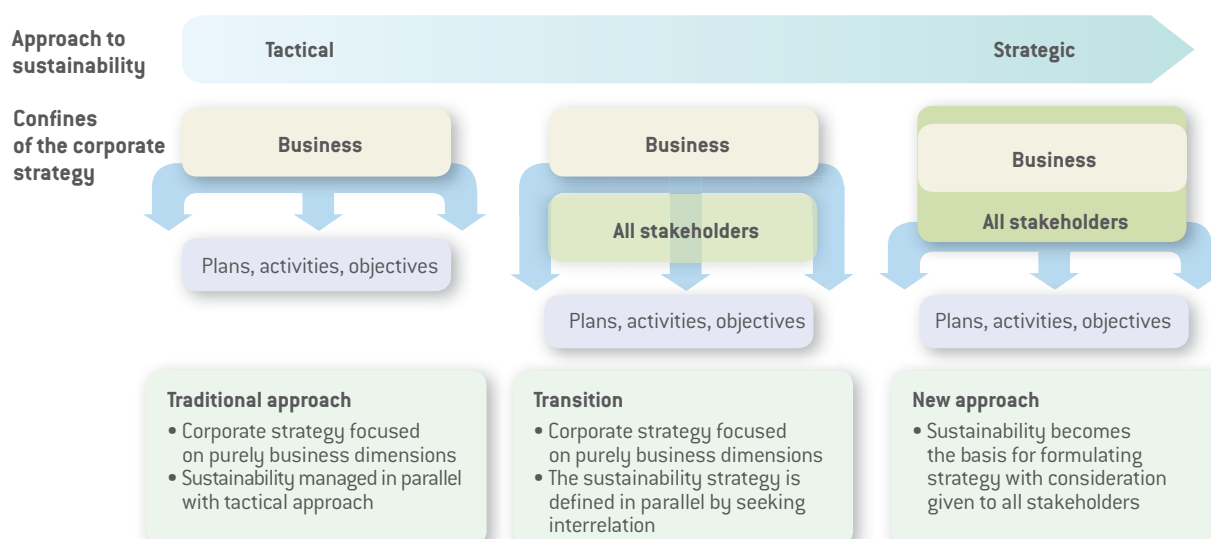 Approach to
sustainability
Tactical
Strategic
Confines
of the corporate
strategy
Business
Plans, activities, objectives
Business
All stakeholders
Plans, activities, objectives
Business
All stakeholders
Plans, activities, objectives
Traditional approach
• Corporate strategy focused
on purely business dimensions
• Sustainability managed in parallel
with tactical approach
Transition
• Corporate strategy focused
on purely business dimensions
• The sustainability strategy is
defined in parallel by seeking
interrelation
New approach
• Sustainability becomes
the basis for formulating
strategy with consideration
given to all stakeholders